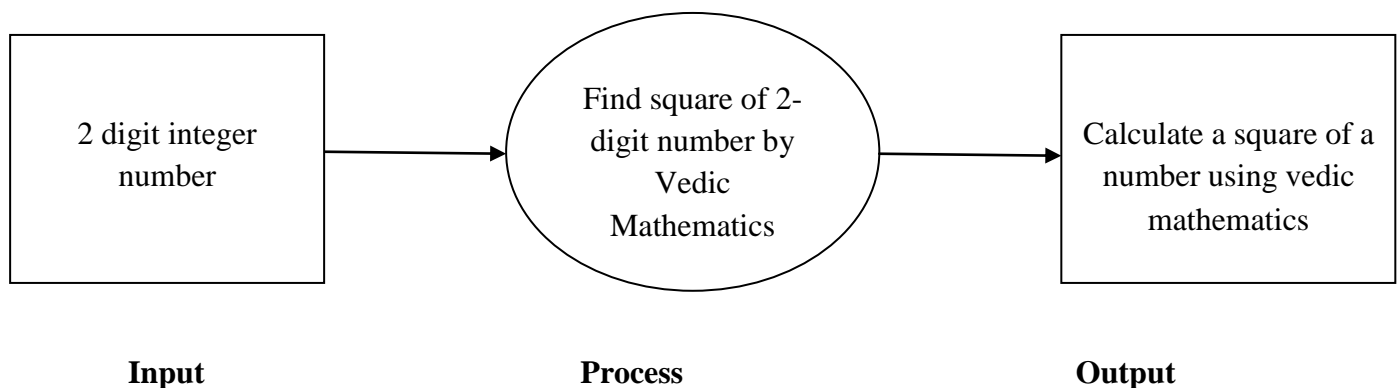 2 digit integer
number
Find square of 2-
digit number by
Vedic
Mathematics
Calculate a square of a
number using vedic
mathematics
Input
Process
Output